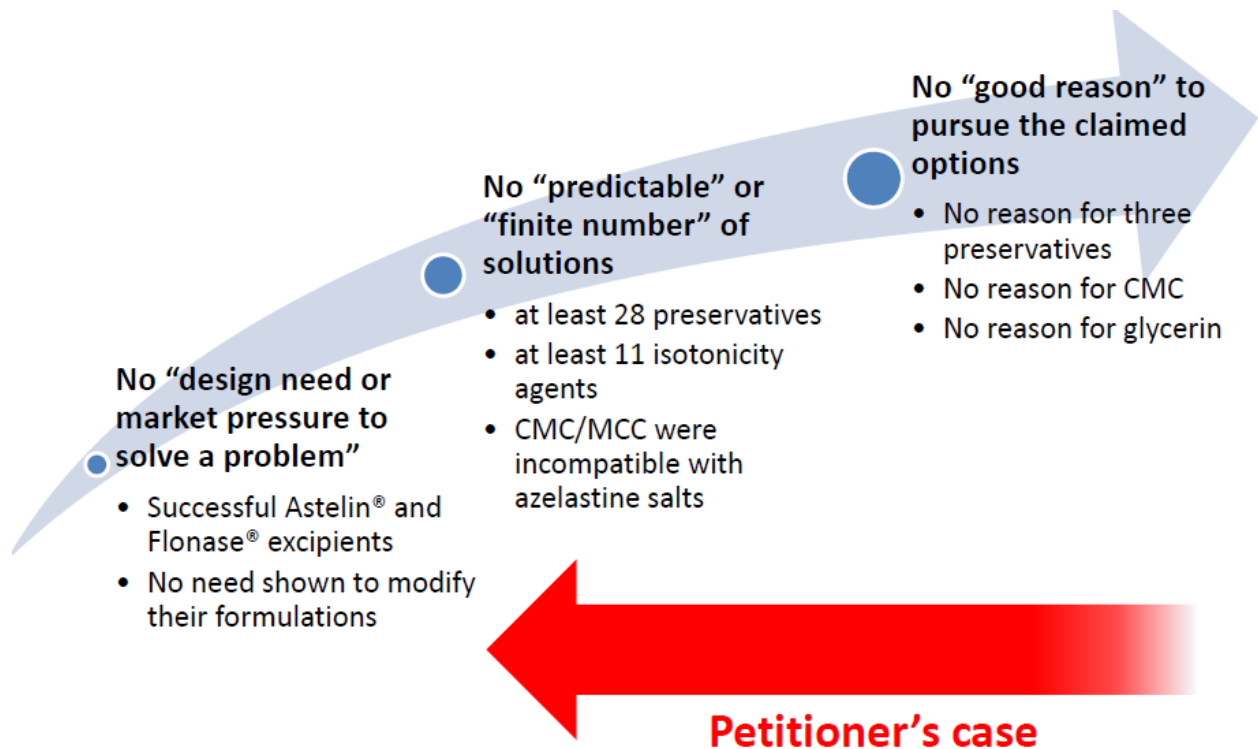 No “design need or
market pressure to
solve a problem”
• Successful Astelin® and
Flonase® excipients
• No need shown to modify
their formulations
No “predictable” or
“finite number” of
solutions
• at least 28 preservatives
• at least 11 isotonicity
agents
• CMC/MCC were
incompatible with
azelastine salts
No “good reason” to
pursue the claimed
options
• No reason for three
preservatives
• No reason for CMC
• No reason for glycerin
Petitioner’s case